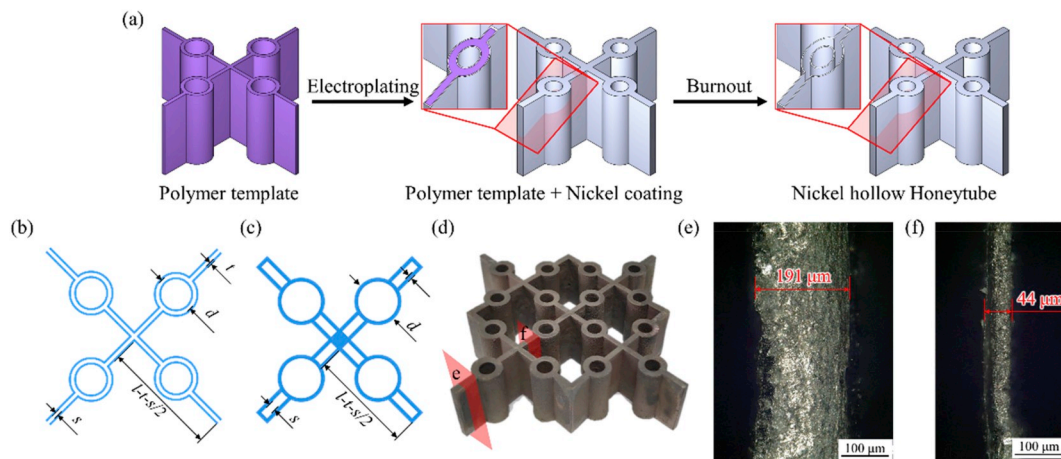 (a)
Electroplating
Burnout
Polymer template
Polymer template + Nickel coating
Nickel hollow Honeytube
(b)
t
d
l-t-s/2
s
(c)
d
l-t-s/2
s
(d)
f
e
(e)
191 μm
100 μm
(f)
44 μm
100 μm